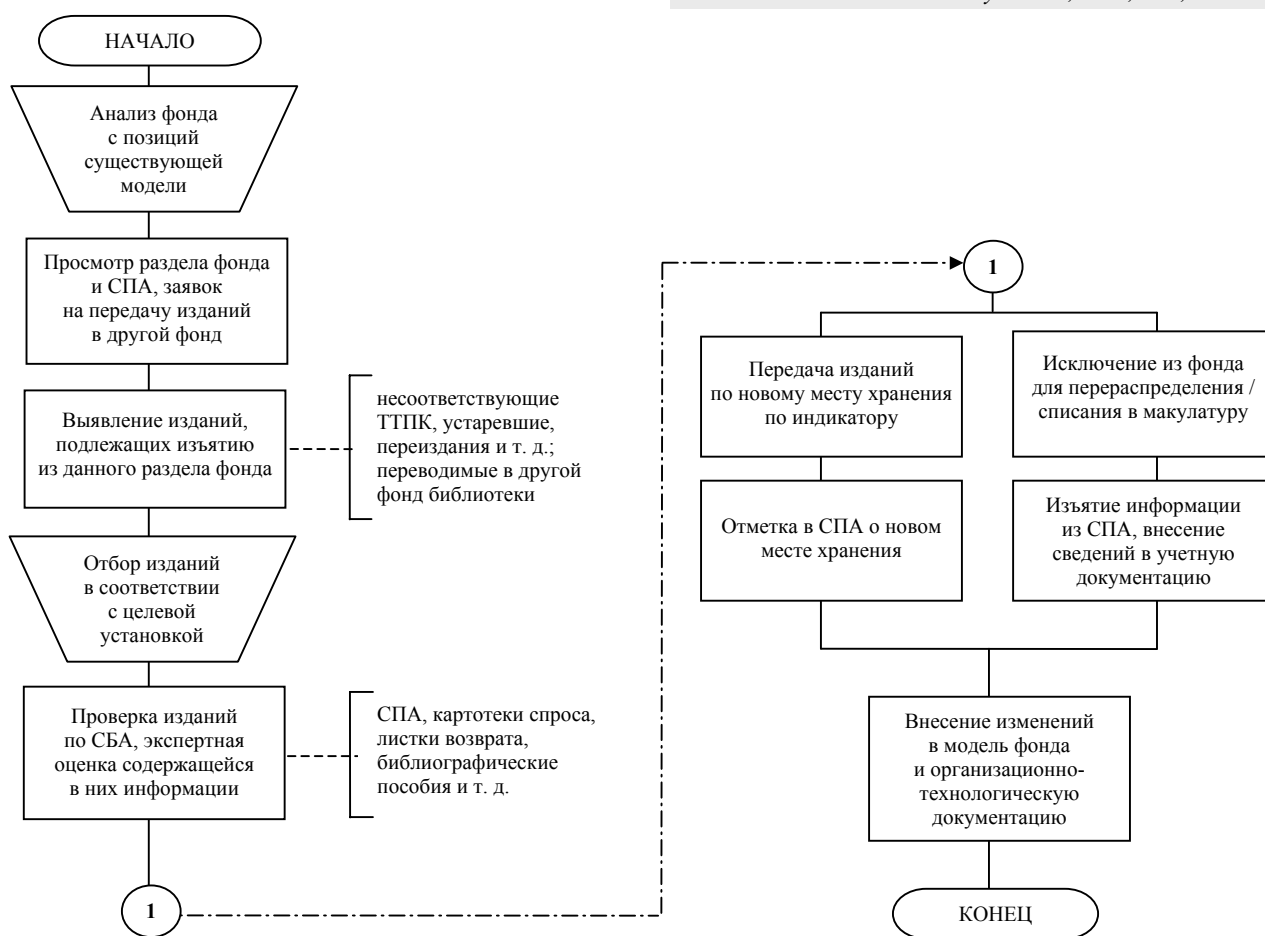 НАЧАЛО
Анализ фонда
с позиций
существующей
модели
Просмотр раздела фонда
и СПА, заявок
на передачу изданий
в другой фонд
Выявление изданий,
подлежащих изъятию
из данного раздела фонда
несоответствующие
ТТПК, устаревшие,
переиздания и т. д.;
переводимые в другой
фонд библиотеки
Отбор изданий
в соответствии
с целевой
установкой
Проверка изданий
по СБА, экспертная
оценка содержащейся
в них информации
СПА, картотеки спроса,
листки возврата,
библиографические
пособия и т. д.
1
1
Передача изданий
по новому месту хранения
по индикатору
Исключение из фонда
для перераспределения /
списания в макулатуру
Отметка в СПА о новом
месте хранения
Изъятие информации
из СПА, внесение
сведений в учетную
документацию
Внесение изменений
в модель фонда
и организационно-
технологическую
документацию
КОНЕЦ